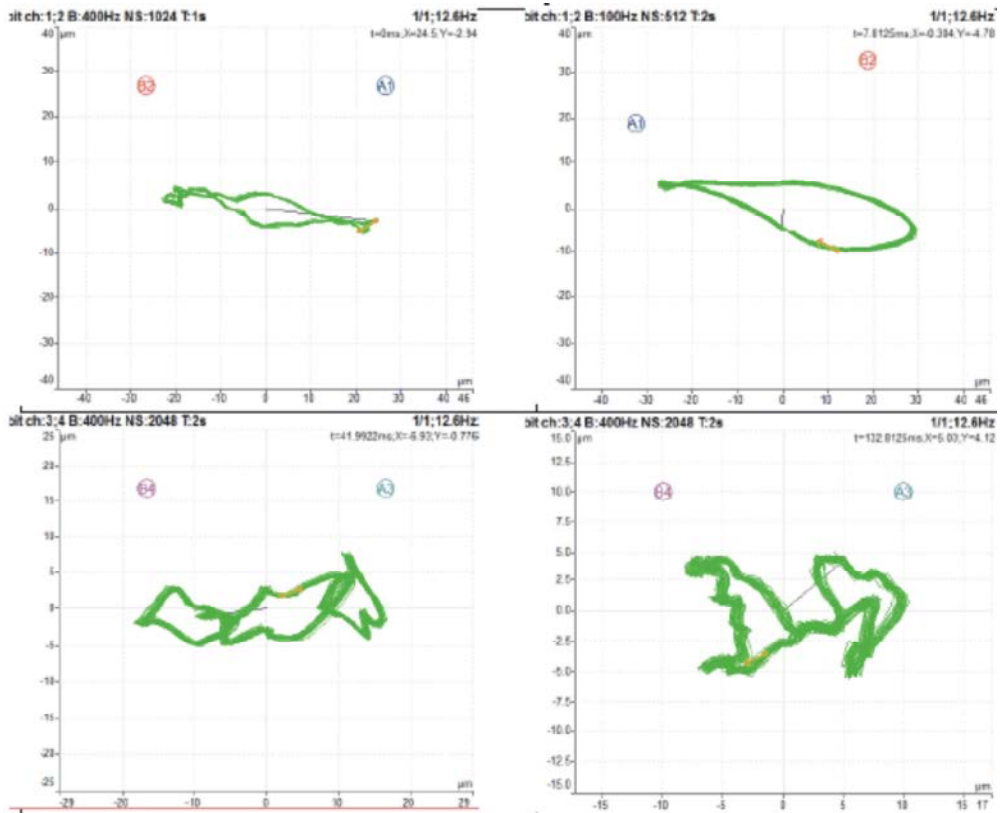 bit ch:1;2 B:400Hz NS:1024 T:1s 1/1;12.6Hz
40 µm t=0ms,X=24.5,Y=-2.94
30
B2 A1
20
10
0
-10
-20
-30
-40 µm
-40 -30 -20 -10 0 10 20 30 40 46
bit ch:1;2 B:100Hz NS:512 T:2s 1/1;12.6Hz
40 µm t=7.8125ms,X=-0.384,Y=-4.78
30
B2
20
A1
10
0
-10
-20
-30
-40 µm
-40 -30 -20 -10 0 10 20 30 40 46
bit ch:3;4 B:400Hz NS:2048 T:2s 1/1;12.6Hz
25 µm t=41.9922ms,X=-6.93,Y=-0.776
20
B4 A3
15
10
5
0
-5
-10
-15
-20
-25 µm
-29 -20 -10 0 10 20 29
bit ch:3;4 B:400Hz NS:2048 T:2s 1/1;12.6Hz
15.0 µm t=132.8125ms,X=5.03,Y=4.12
12.5
B4 A3
10.0
7.5
5.0
2.5
0.0
-2.5
-5.0
-7.5
-10.0
-12.5
-15.0 µm
-15 -10 -5 0 5 10 15 17